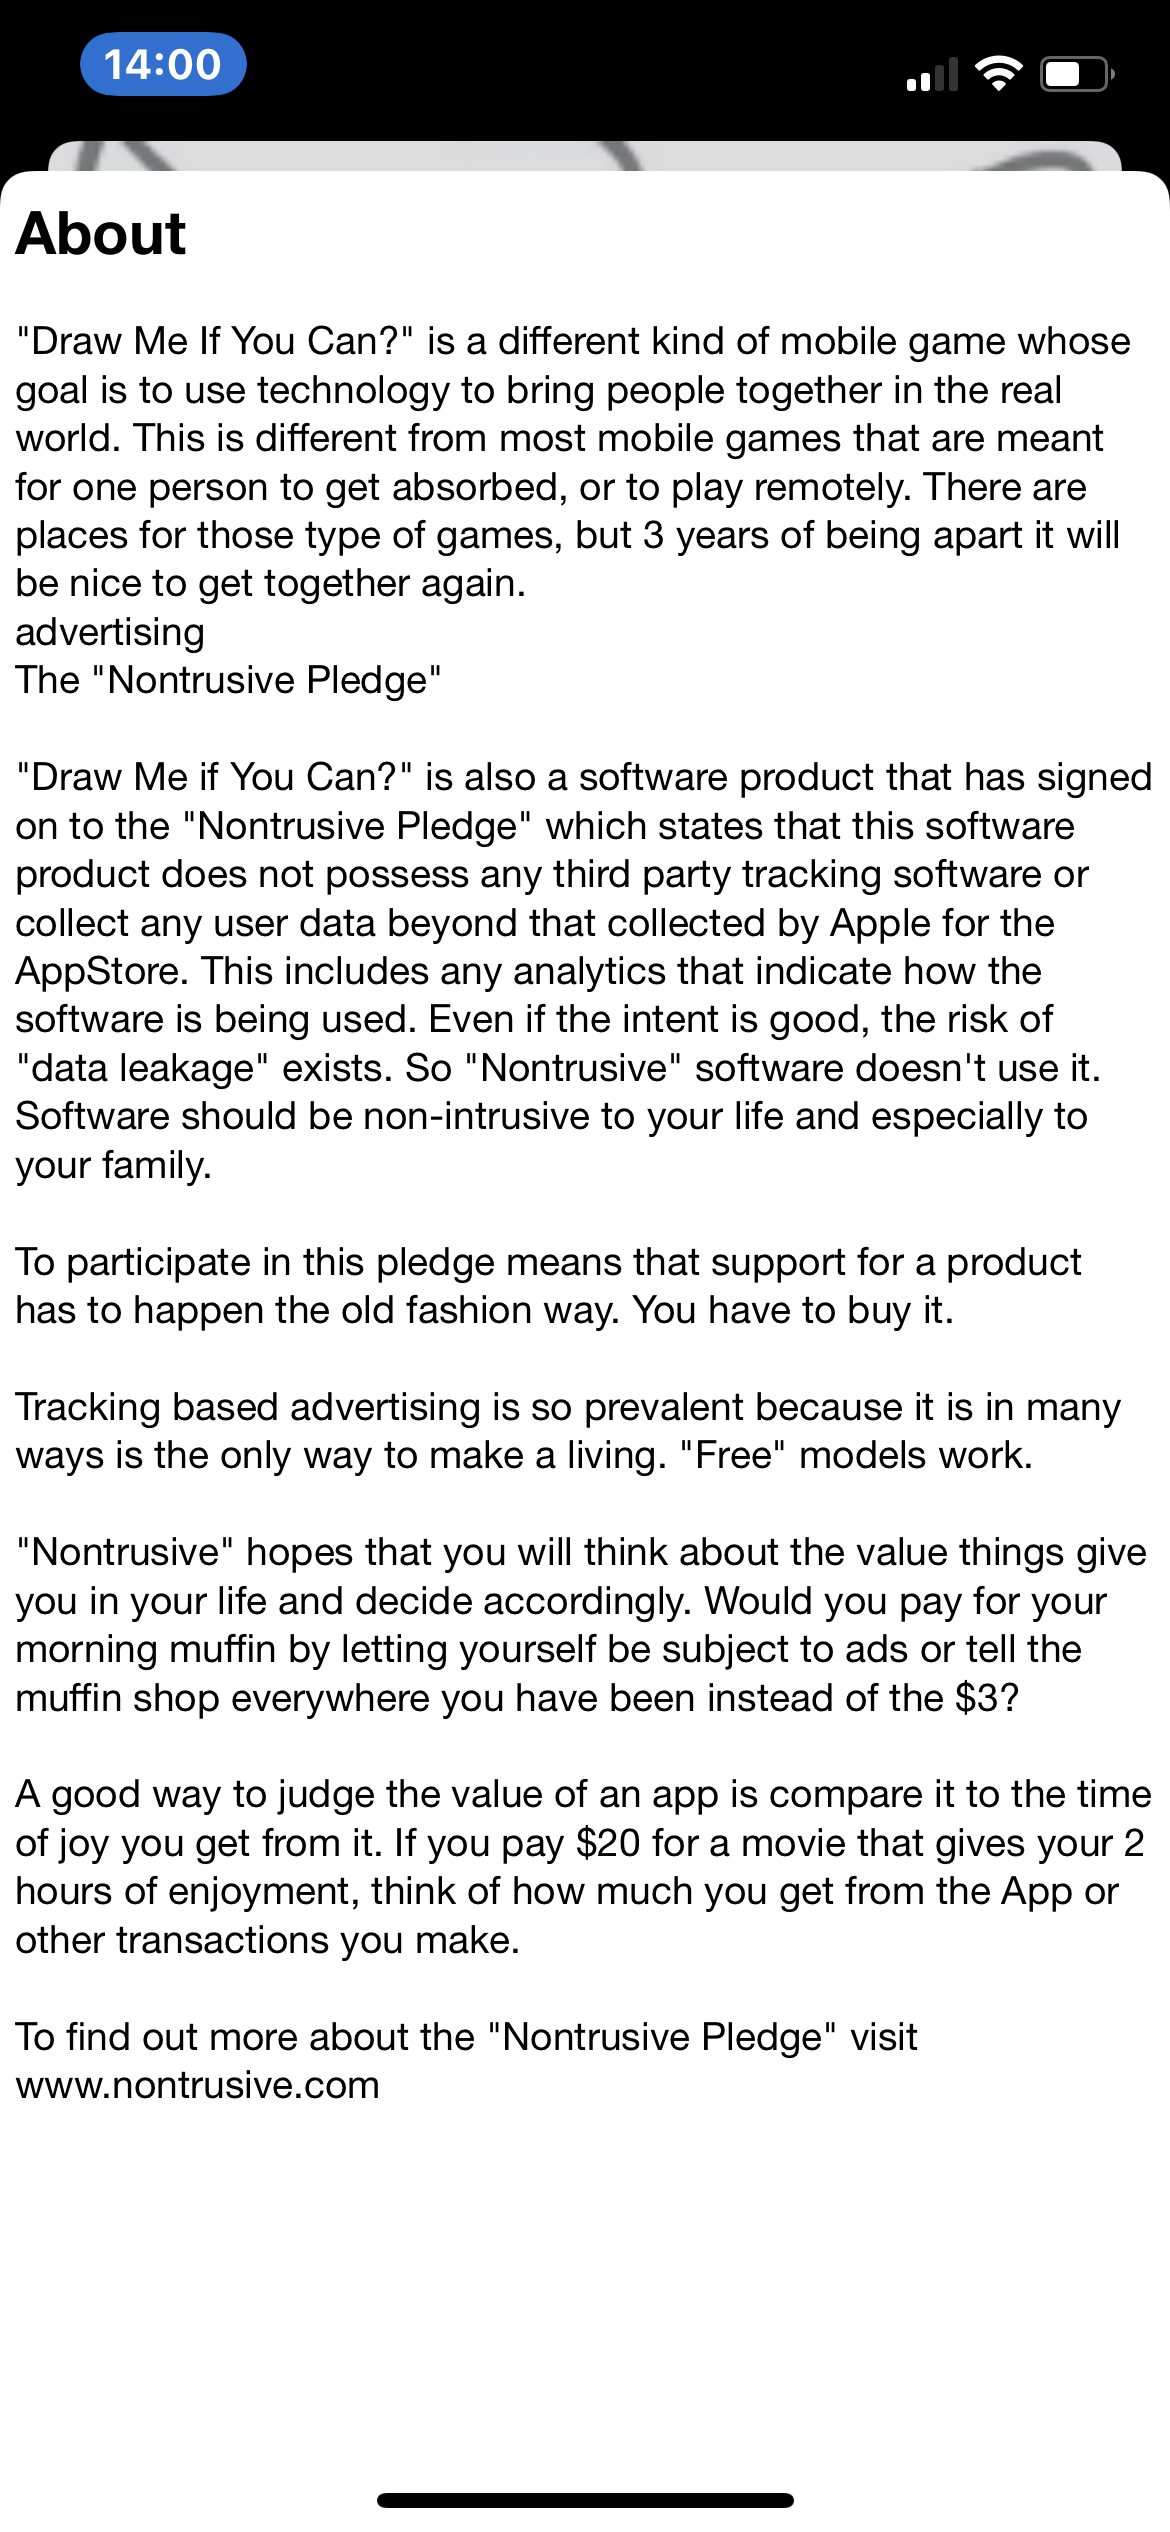 14:00
About
"Draw Me If You Can?" is a different kind of mobile game whose
goal is to use technology to bring people together in the real
world. This is different from most mobile games that are meant
for one person to get absorbed, or to play remotely. There are
places for those type of games, but 3 years of being apart it will
be nice to get together again.
advertising
The "Nontrusive Pledge"
"Draw Me if You Can?" is also a software product that has signed
on to the "Nontrusive Pledge" which states that this software
product does not possess any third party tracking software or
collect any user data beyond that collected by Apple for the
AppStore. This includes any analytics that indicate how the
software is being used. Even if the intent is good, the risk of
"data leakage" exists. So "Nontrusive" software doesn't use it.
Software should be non-intrusive to your life and especially to
your family.
To participate in this pledge means that support for a product
has to happen the old fashion way. You have to buy it.
Tracking based advertising is so prevalent because it is in many
ways is the only way to make a living. "Free" models work.
"Nontrusive" hopes that you will think about the value things give
you in your life and decide accordingly. Would you pay for your
morning muffin by letting yourself be subject to ads or tell the
muffin shop everywhere you have been instead of the $3?
A good way to judge the value of an app is compare it to the time
of joy you get from it. If you pay $20 for a movie that gives your 2
hours of enjoyment, think of how much you get from the App or
other transactions you make.
To find out more about the "Nontrusive Pledge" visit
www.nontrusive.com